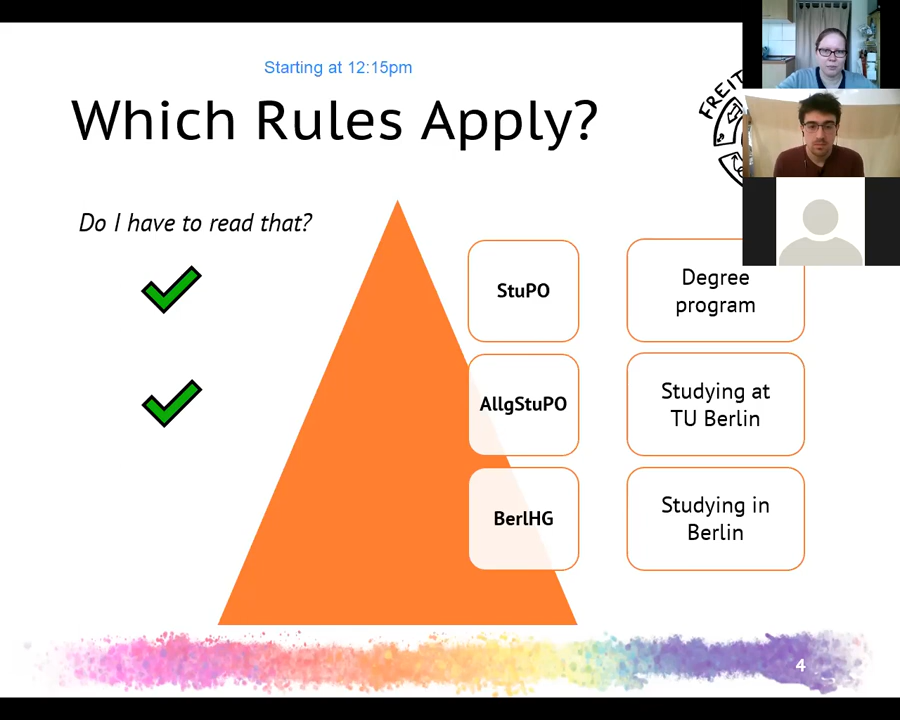 Starting at 12:15pm
Which Rules Apply?
FREIT
Do I have to read that?
StuPO
Degree
program
AllgStuPO
Studying at
TU Berlin
BerlHG
Studying in
Berlin
4